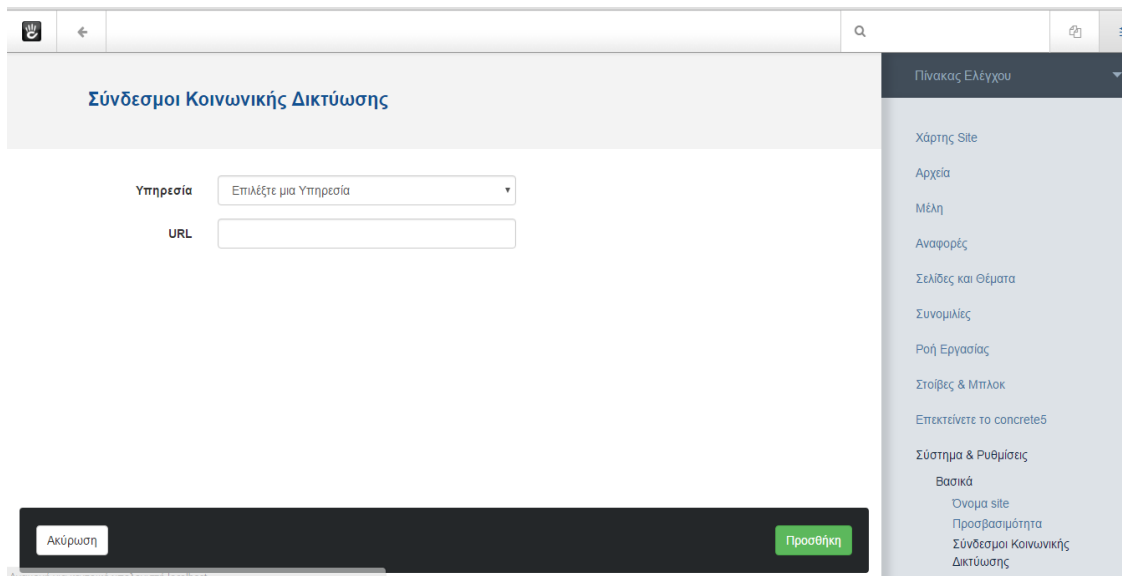 Πίνακας Ελέγχου
Σύνδεσμοι Κοινωνικής Δικτύωσης
Υπηρεσία
Επιλέξτε μια Υπηρεσία
URL
Ακύρωση
Προσθήκη
Χάρτης Site
Αρχεία
Μέλη
Αναφορές
Σελίδες και Θέματα
Συνομιλίες
Ροή Εργασίας
Στοίβες & Μπλοκ
Επεκτείνετε το concrete5
Σύστημα & Ρυθμίσεις
Βασικά
Όνομα site
Προσβασιμότητα
Σύνδεσμοι Κοινωνικής
Δικτύωσης